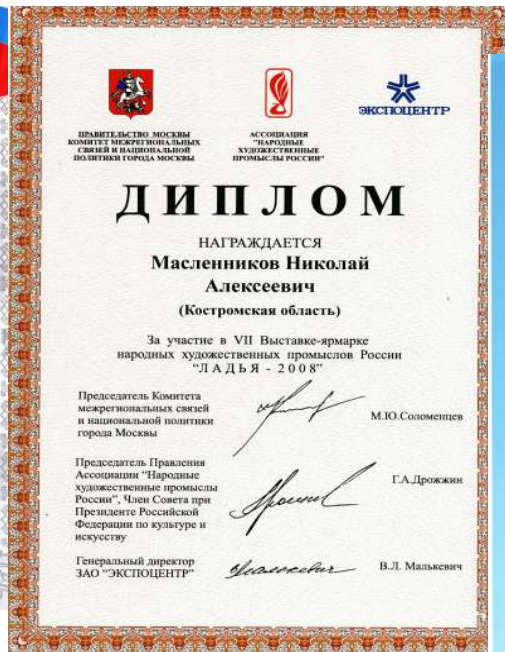 ПРАВИТЕЛЬСТВО МОСКВЫ
КОМИТЕТ МЕЖРЕГИОНАЛЬНЫХ
СВЯЗЕЙ И НАЦИОНАЛЬНОЙ
ПОЛИТИКИ ГОРОДА МОСКВЫ
АССОЦИАЦИЯ
"НАРОДНЫЕ
ХУДОЖЕСТВЕННЫЕ
ПРОМЫСЛЫ РОССИИ"
ЭКСПОЦЕНТР
ДИПЛОМ
НАГРАЖДАЕТСЯ
Масленников Николай
Алексеевич
(Костромская область)
За участие в VII Выставке-ярмарке
народных художественных промыслов России
"ЛАДЬЯ - 2008"
Председатель Комитета
межрегиональных связей
и национальной политики
города Москвы
М.Ю.Соломенцев
Председатель Правления
Ассоциации "Народные
художественные промыслы
России", Член Совета при
Президенте Российской
Федерации по культуре и
искусству
Г.А.Дрожжин
Генеральный директор
ЗАО "ЭКСПОЦЕНТР"
В.Л. Малькевич